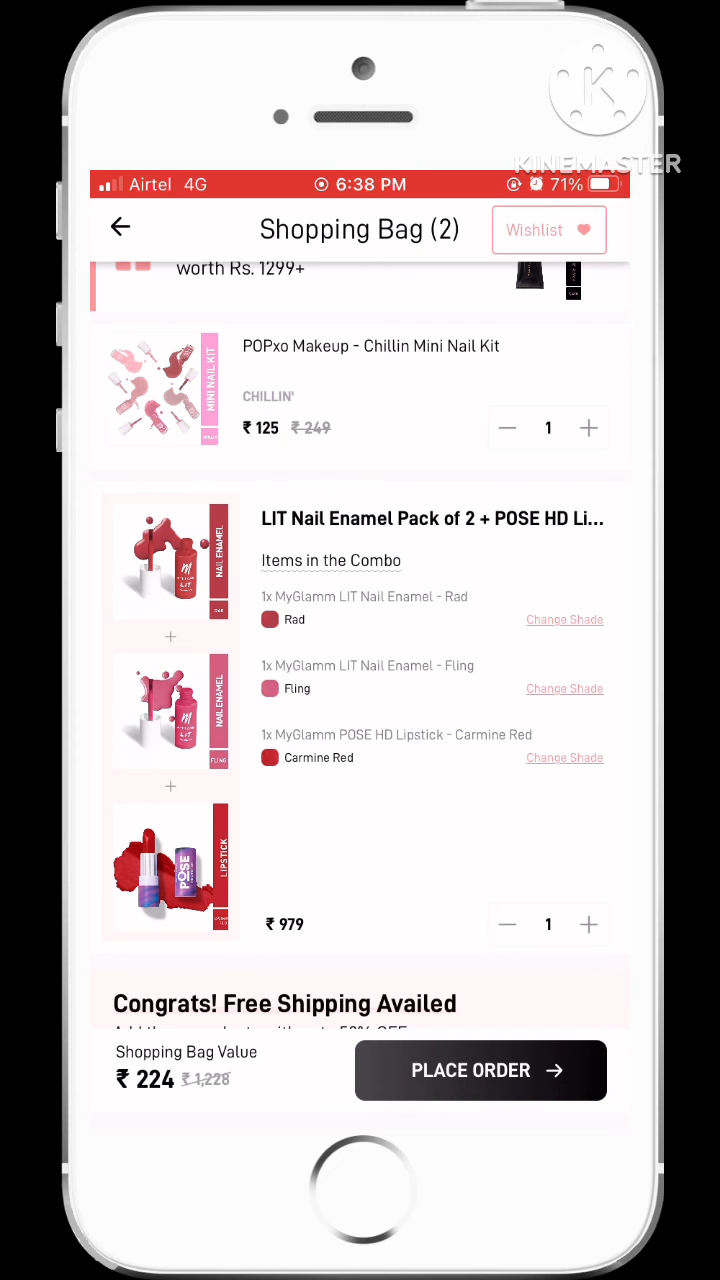 KINEMASTER
Airtel 4G 6:38 PM 71%
Shopping Bag (2) Wishlist
worth Rs. 1299+
MINI NAIL KIT
POPxo Makeup - Chillin Mini Nail Kit
CHILLIN'
₹ 125 ₹ 249
1
LIT Nail Enamel Pack of 2 + POSE HD Li...
Items in the Combo
NAIL ENAMEL
LIT
1x MyGlamm LIT Nail Enamel - Rad
Rad Change Shade
+
1x MyGlamm LIT Nail Enamel - Fling
NAIL ENAMEL
LIT
FLING
Fling Change Shade
1x MyGlamm POSE HD Lipstick - Carmine Red
Carmine Red Change Shade
+
LIPSTICK
POSE
₹ 979 1
Congrats! Free Shipping Availed
Shopping Bag Value
₹ 224 ₹ 1,228
PLACE ORDER